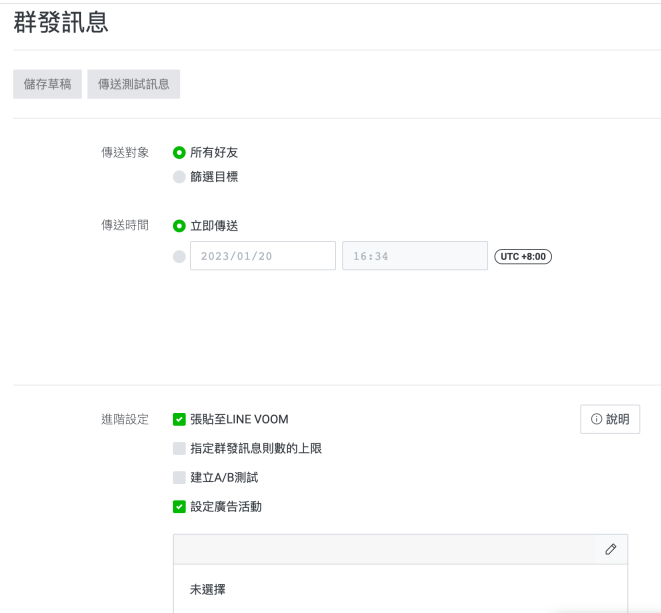 群發訊息
儲存草稿 傳送測試訊息
傳送對象 所有好友
篩選目標
傳送時間 立即傳送
2023/01/20 16:34 UTC +8:00
進階設定 張貼至LINE VOOM 說明
指定群發訊息則數的上限
建立A/B測試
設定廣告活動
未選擇